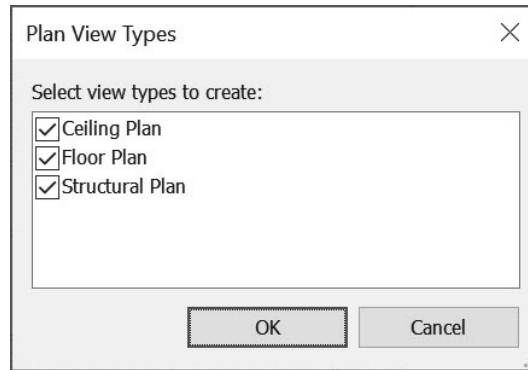 Plan View Types
Select view types to create:
Ceiling Plan
Floor Plan
Structural Plan
OK Cancel